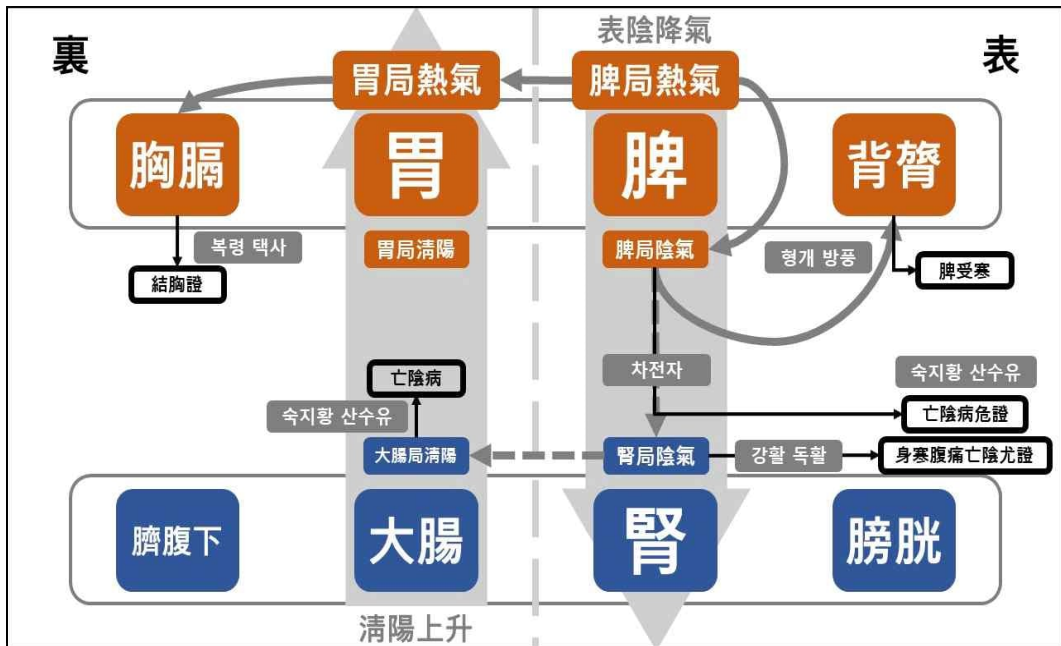 表陰降氣
裏
表
胃局熱氣
脾局熱氣
胸膈
胃
脾
背膂
복령 택사
胃局淸陽
脾局陰氣
형개 방풍
結胸證
脾受寒
亡陰病
차전자
숙지황 산수유
숙지황 산수유
亡陰病危證
大腸局淸陽
腎局陰氣
강활 독활
身寒腹痛亡陰尤證
臍腹下
大腸
腎
膀胱
淸陽上升